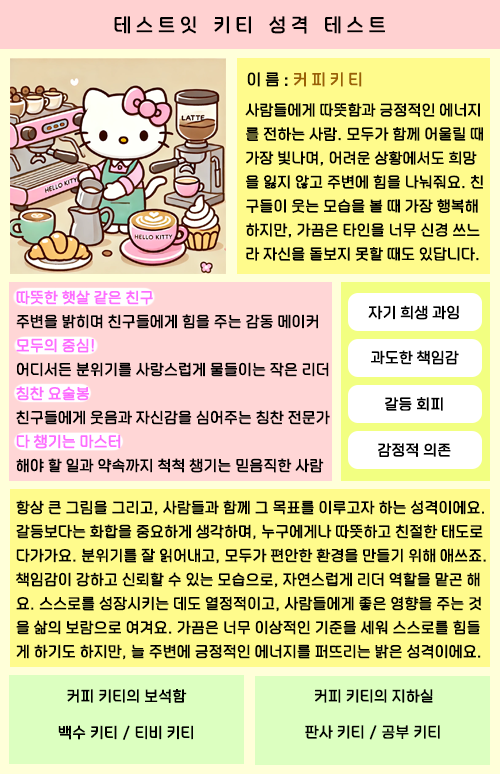 테스트잇 키티 성격 테스트
LATTE
HELLO KITTY
HELLO KITTY
이 름 : 커 피 키 티
사람들에게 따뜻함과 긍정적인 에너지
를 전하는 사람. 모두가 함께 어울릴 때
가장 빛나며, 어려운 상황에서도 희망
을 잃지 않고 주변에 힘을 나눠줘요. 친
구들이 웃는 모습을 볼 때 가장 행복해
하지만, 가끔은 타인을 너무 신경 쓰느
라 자신을 돌보지 못할 때도 있답니다.
따뜻한 햇살 같은 친구
주변을 밝히며 친구들에게 힘을 주는 감동 메이커
모두의 중심!
어디서든 분위기를 사랑스럽게 물들이는 작은 리더
칭찬 요술봉
친구들에게 웃음과 자신감을 심어주는 칭찬 전문가
다 챙기는 마스터
해야 할 일과 약속까지 척척 챙기는 믿음직한 사람
자기 희생 과잉
과도한 책임감
갈등 회피
감정적 의존
항상 큰 그림을 그리고, 사람들과 함께 그 목표를 이루고자 하는 성격이에요.
갈등보다는 화합을 중요하게 생각하며, 누구에게나 따뜻하고 친절한 태도로
다가가요. 분위기를 잘 읽어내고, 모두가 편안한 환경을 만들기 위해 애쓰죠.
책임감이 강하고 신뢰할 수 있는 모습으로, 자연스럽게 리더 역할을 맡곤 해
요. 스스로를 성장시키는 데도 열정적이고, 사람들에게 좋은 영향을 주는 것
을 삶의 보람으로 여겨요. 가끔은 너무 이상적인 기준을 세워 스스로를 힘들
게 하기도 하지만, 늘 주변에 긍정적인 에너지를 퍼뜨리는 밝은 성격이에요.
커피 키티의 보석함
백수 키티 / 티비 키티
커피 키티의 지하실
판사 키티 / 공부 키티